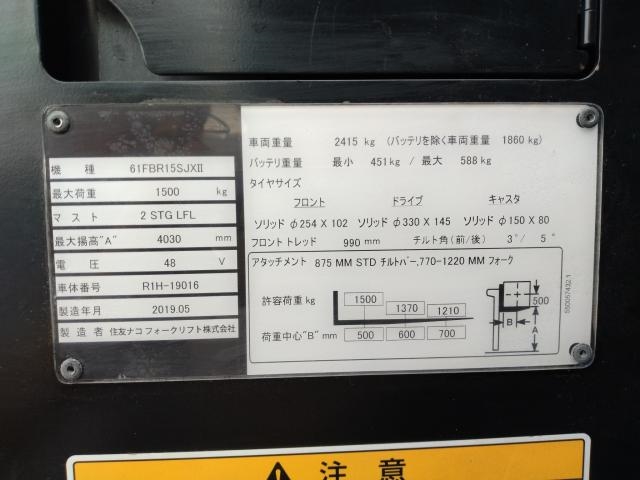 機種 61FBR15SJXII
最大荷重 1500 kg
マスト 2 STG LFL
最大揚高"A" 4030 mm
電圧 48 V
車体番号 R1H-19016
製造年月 2019.05
製造者 住友ナコ フォークリフト株式会社
車両重量 2415 kg (バッテリを除く車両重量 1860 kg)
バッテリ重量 最小 451 kg / 最大 588 kg
タイヤサイズ
フロント ドライブ キャスタ
ソリッド φ254 X 102 ソリッド φ330 X 145 ソリッド φ150 X 80
フロントトレッド 990 mm チルト角(前/後) 3° / 5°
アタッチメント 875 MM STD チルトバー,770-1220 MM フォーク
許容荷重 kg 1500 1370 1210
荷重中心"B" mm 500 600 700
500
B
A
550057432.1
注意